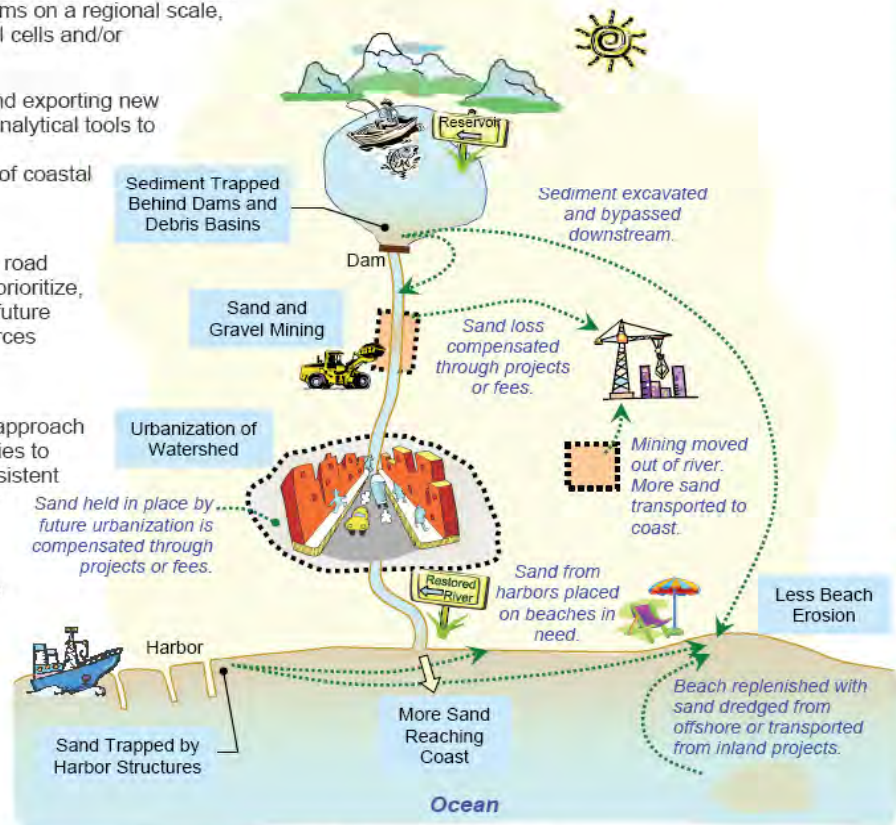 ms on a regional scale,
l cells and/or
nd exporting new
nalytical tools to
of coastal
road
prioritize,
future
rces
approach
ies to
sistent
Reservoir
Sediment Trapped
Behind Dams and
Debris Basins
Sediment excavated
and bypassed
downstream.
Dam
Sand and
Gravel Mining
Sand loss
compensated
through projects
or fees.
Urbanization of
Watershed
Mining moved
out of river.
More sand
transported to
coast.
Sand held in place by
future urbanization is
compensated through
projects or fees.
Restored
River
Sand from
harbors placed
on beaches in
need.
Less Beach
Erosion
Harbor
Beach replenished with
sand dredged from
offshore or transported
from inland projects.
More Sand
Reaching
Coast
Sand Trapped by
Harbor Structures
Ocean